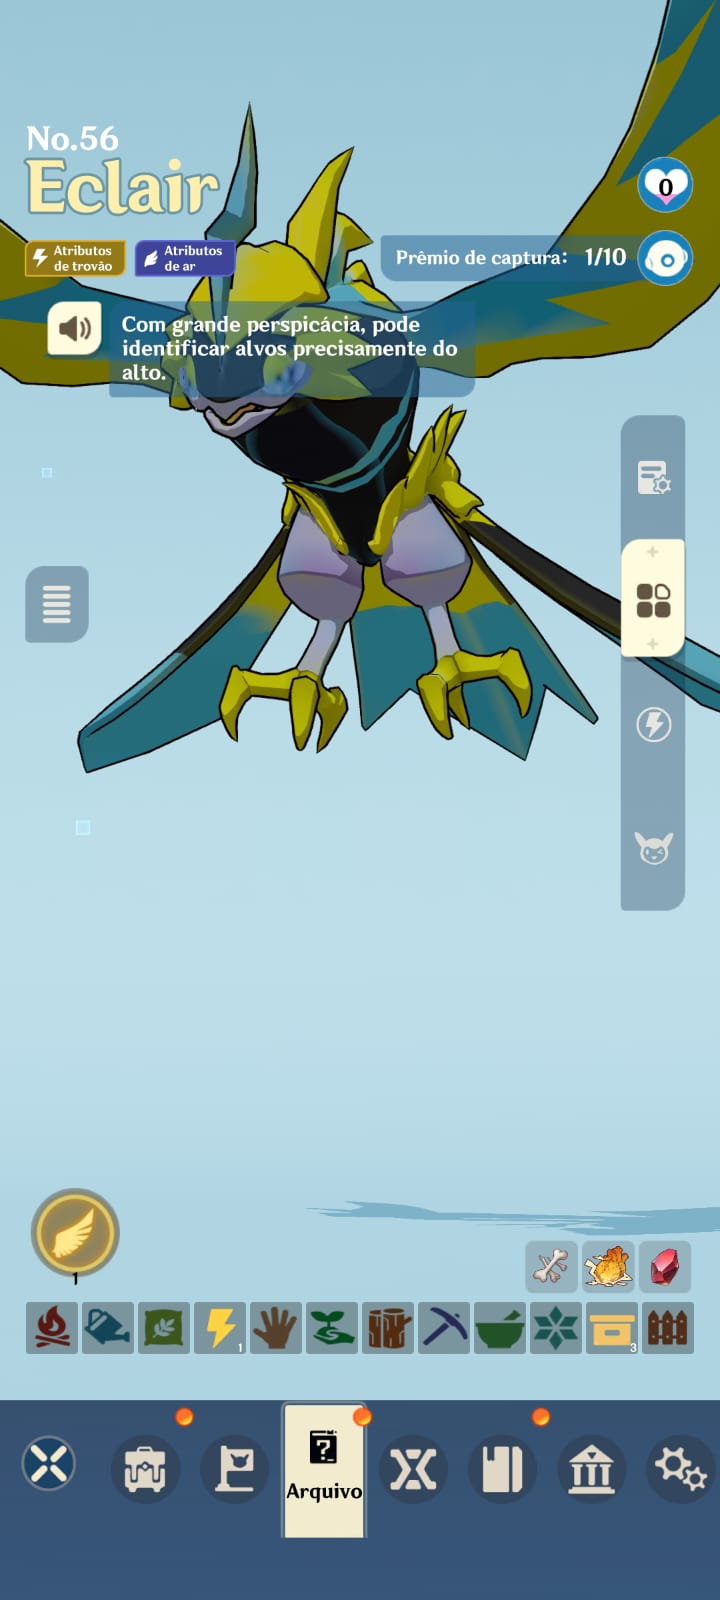 No.56
Eclair
0
Atributos
de trovão
Atributos
de ar
Prêmio de captura: 1/10
Com grande perspicácia, pode
identificar alvos precisamente do
alto.
1
1
3
Arquivo